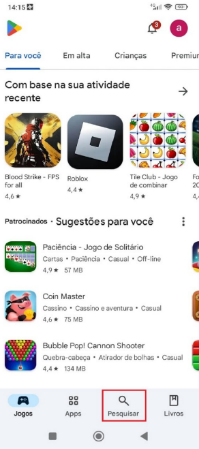 14:15
3
a
Para você Em alta Crianças Premium
Com base na sua atividade
recente
Blood Strike - FPS
for all
4,6 ★
Roblox
4,4 ★
Tile Club - Jogo
de combinar
4,9 ★
Patrocinados • Sugestões para você
Paciência - Jogo de Solitário
Cartas • Paciência • Casual • Off-line
4,9 ★ 57 MB
Coin Master
Cassino • Cassino e aventura • Casual
4,6 ★ 75 MB
Bubble Pop! Cannon Shooter
Quebra-cabeça • Atirador de bolhas • Casual
4,4 ★ 134 MB
Jogos Apps Pesquisar Livros